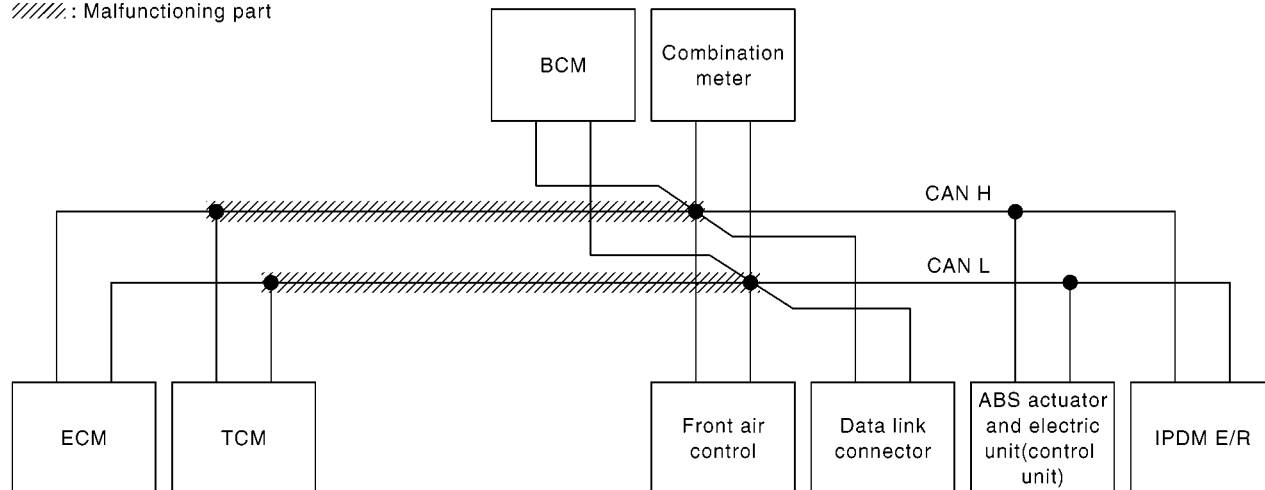 : Malfunctioning part
BCM
Combination
meter
CAN H
CAN L
ECM
TCM
Front air
control
Data link
connector
ABS actuator
and electric
unit(control
unit)
IPDM E/R